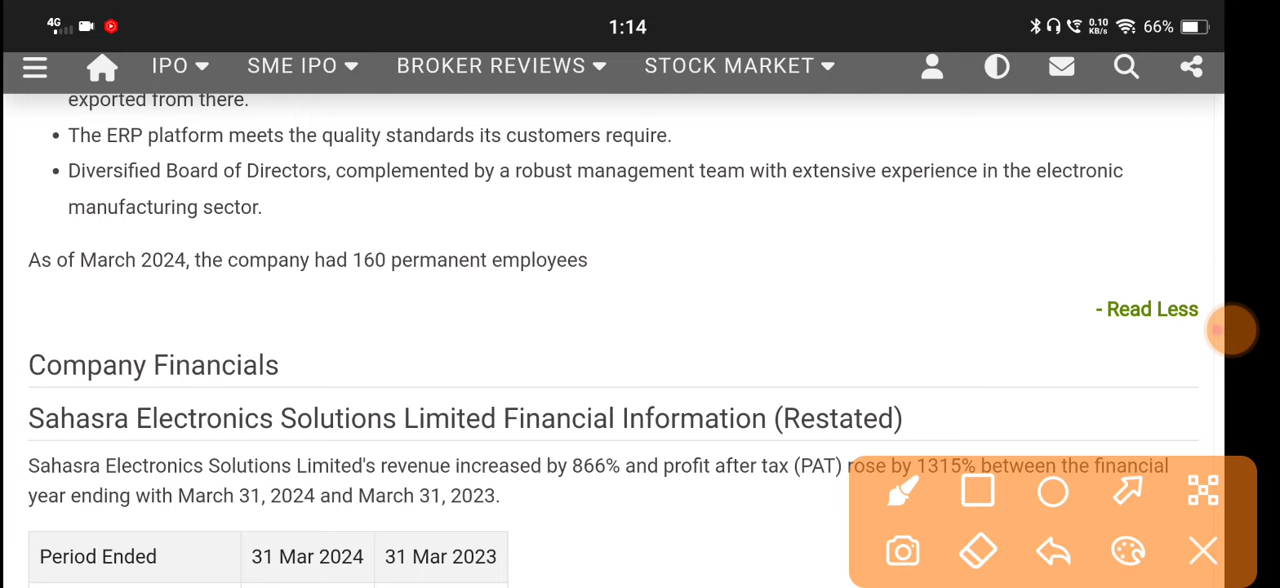 4G 1:14 0.10 KB/s 66%
IPO SME IPO BROKER REVIEWS STOCK MARKET
exported from there.
• The ERP platform meets the quality standards its customers require.
• Diversified Board of Directors, complemented by a robust management team with extensive experience in the electronic
manufacturing sector.
As of March 2024, the company had 160 permanent employees
- Read Less
Company Financials
Sahasra Electronics Solutions Limited Financial Information (Restated)
Sahasra Electronics Solutions Limited's revenue increased by 866% and profit after tax (PAT) rose by 1315% between the financial
year ending with March 31, 2024 and March 31, 2023.
Period Ended 31 Mar 2024 31 Mar 2023